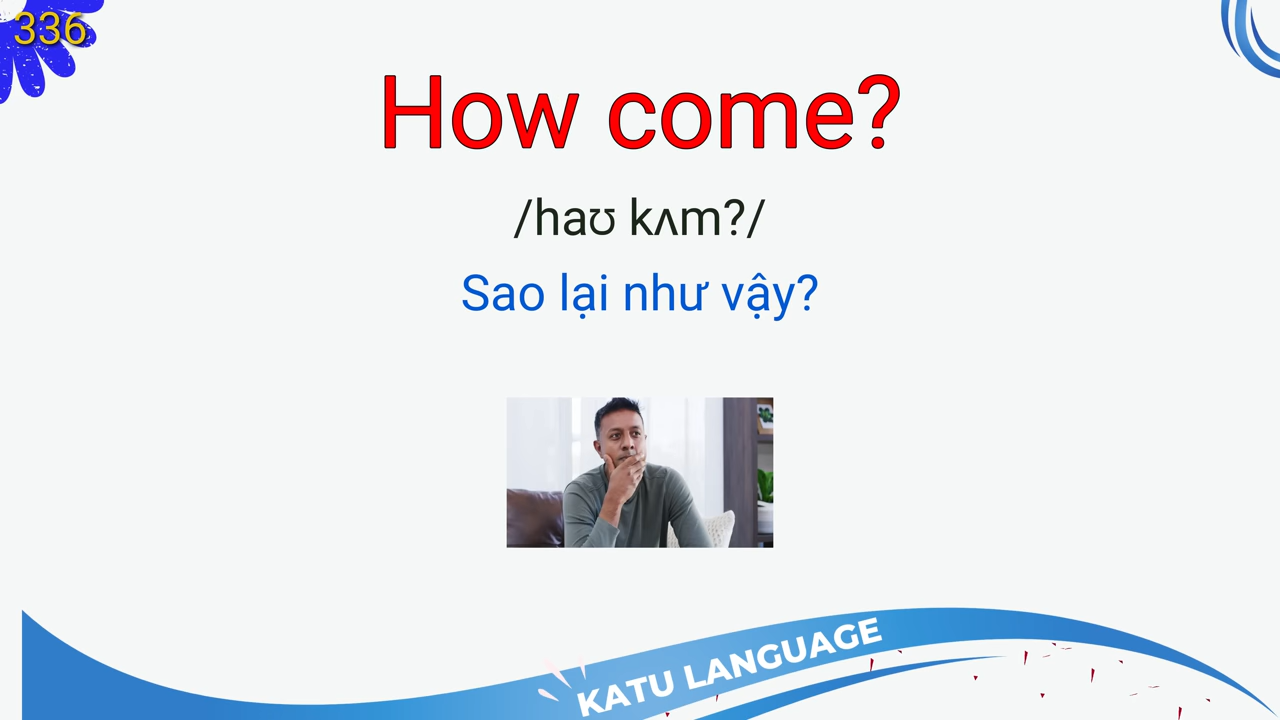 336
How come?
/haʊ kʌm?/
Sao lại như vậy?
KATU LANGUAGE